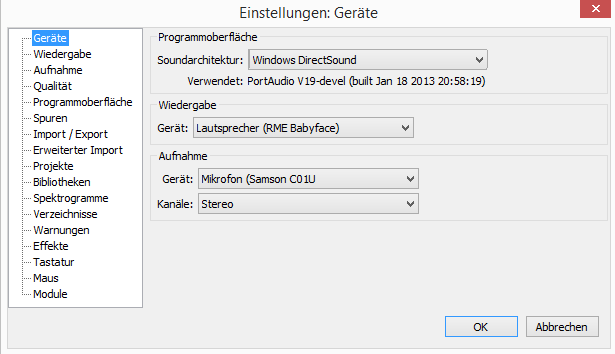 Einstellungen: Geräte
Geräte
Wiedergabe
Aufnahme
Qualität
Programmoberfläche
Spuren
Import / Export
Erweiterter Import
Projekte
Bibliotheken
Spektrogramme
Verzeichnisse
Warnungen
Effekte
Tastatur
Maus
Module
Programmoberfläche
Soundarchitektur: Windows DirectSound
Verwendet: PortAudio V19-devel (built Jan 18 2013 20:58:19)
Wiedergabe
Gerät: Lautsprecher (RME Babyface)
Aufnahme
Gerät: Mikrofon (Samson C01U
Kanäle: Stereo
OK Abbrechen